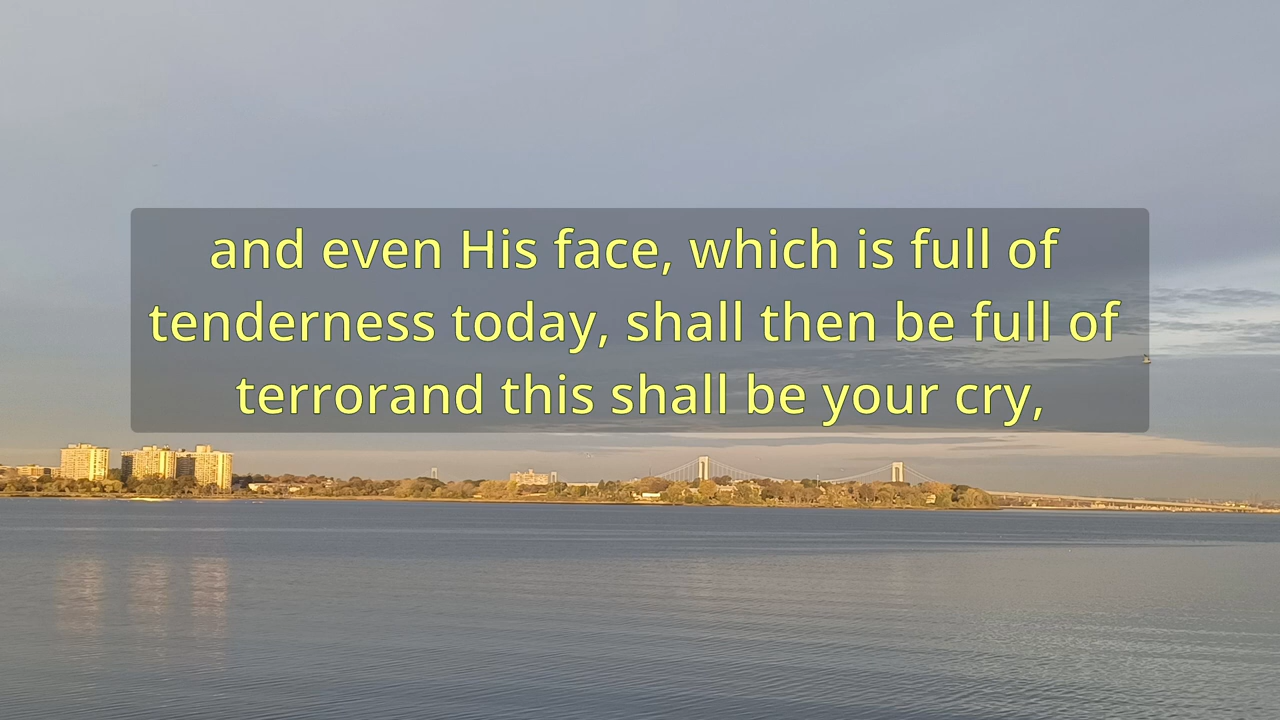 and even His face, which is full of
tenderness today, shall then be full of
terrorand this shall be your cry,